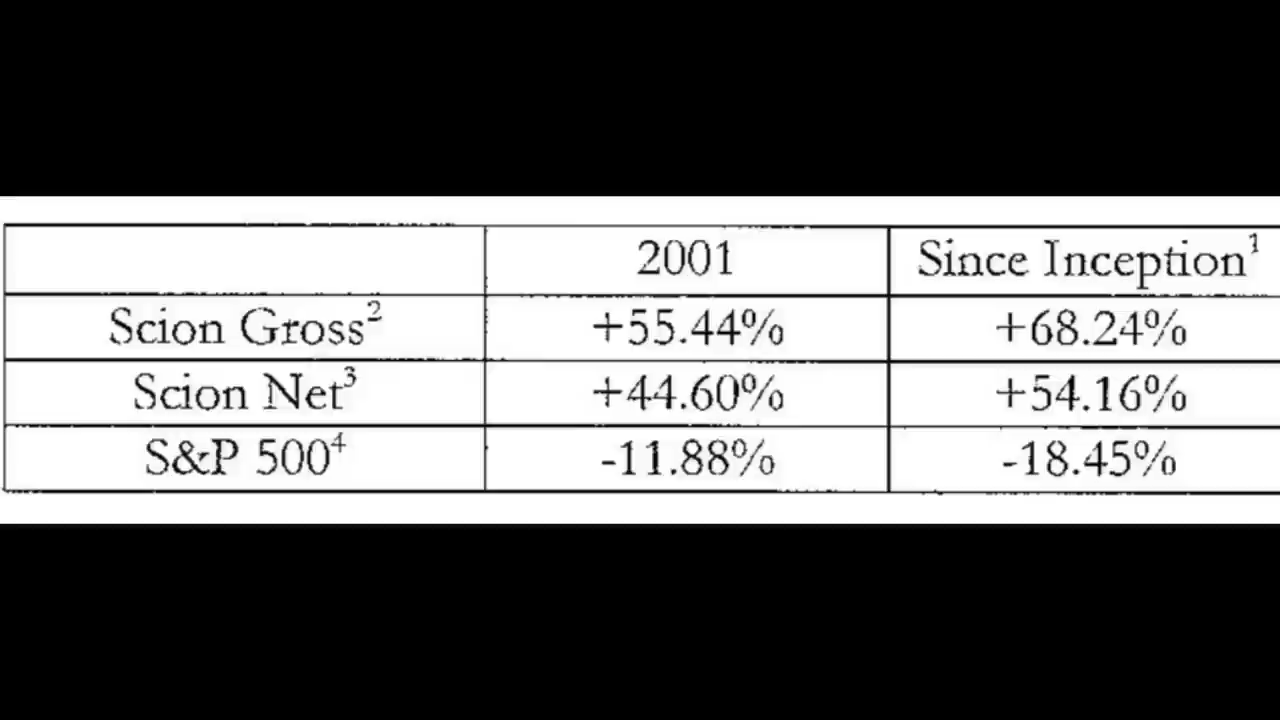 2001 Since Inception¹
Scion Gross² +55.44% +68.24%
Scion Net³ +44.60% +54.16%
S&P 500⁴ -11.88% -18.45%